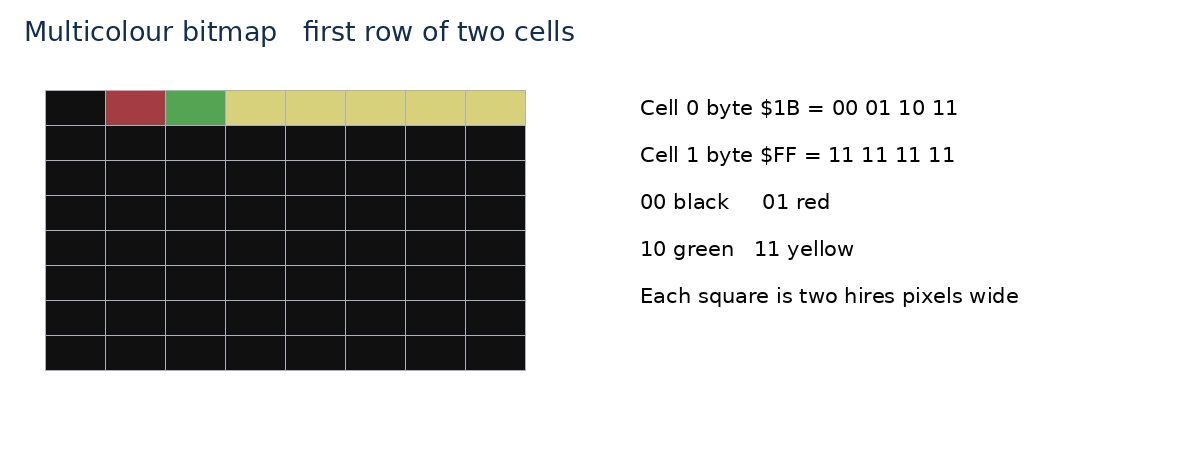 Multicolour bitmap   first row of two cells
Cell 0 byte $1B = 00 01 10 11
Cell 1 byte $FF = 11 11 11 11
00 black     01 red
10 green   11 yellow
Each square is two hires pixels wide